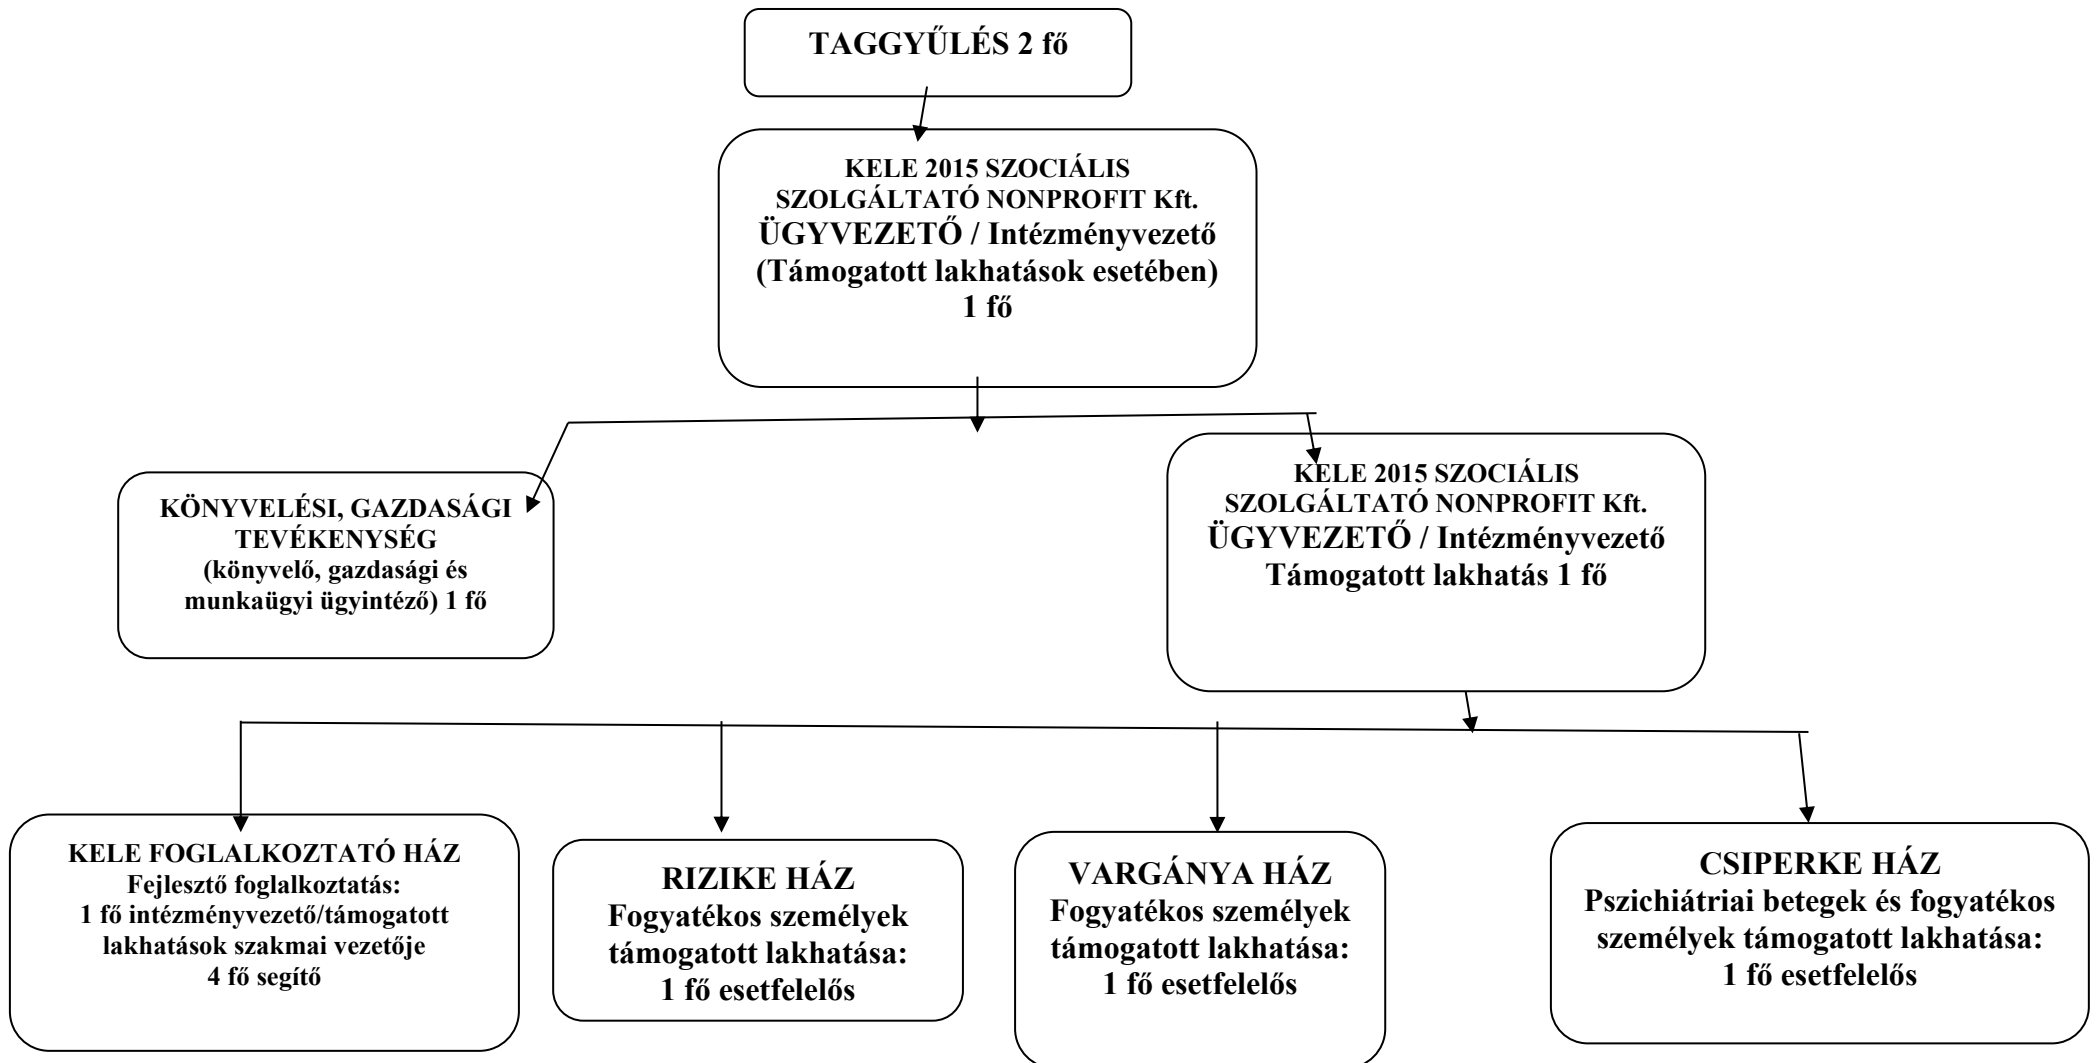 TAGGYŰLÉS 2 fő
KELE 2015 SZOCIÁLIS
SZOLGÁLTATÓ NONPROFIT Kft.
ÜGYVEZETŐ / Intézményvezető
(Támogatott lakhatások esetében)
1 fő
KÖNYVELÉSI, GAZDASÁGI
TEVÉKENYSÉG
(könyvelő, gazdasági és
munkaügyi ügyintéző) 1 fő
KELE 2015 SZOCIÁLIS
SZOLGÁLTATÓ NONPROFIT Kft.
ÜGYVEZETŐ / Intézményvezető
Támogatott lakhatás 1 fő
KELE FOGLALKOZTATÓ HÁZ
Fejlesztő foglalkoztatás:
1 fő intézményvezető/támogatott
lakhatások szakmai vezetője
4 fő segítő
RIZIKE HÁZ
Fogyatékos személyek
támogatott lakhatása:
1 fő esetfelelős
VARGÁNYA HÁZ
Fogyatékos személyek
támogatott lakhatása:
1 fő esetfelelős
CSIPERKE HÁZ
Pszichiátriai betegek és fogyatékos
személyek támogatott lakhatása:
1 fő esetfelelős